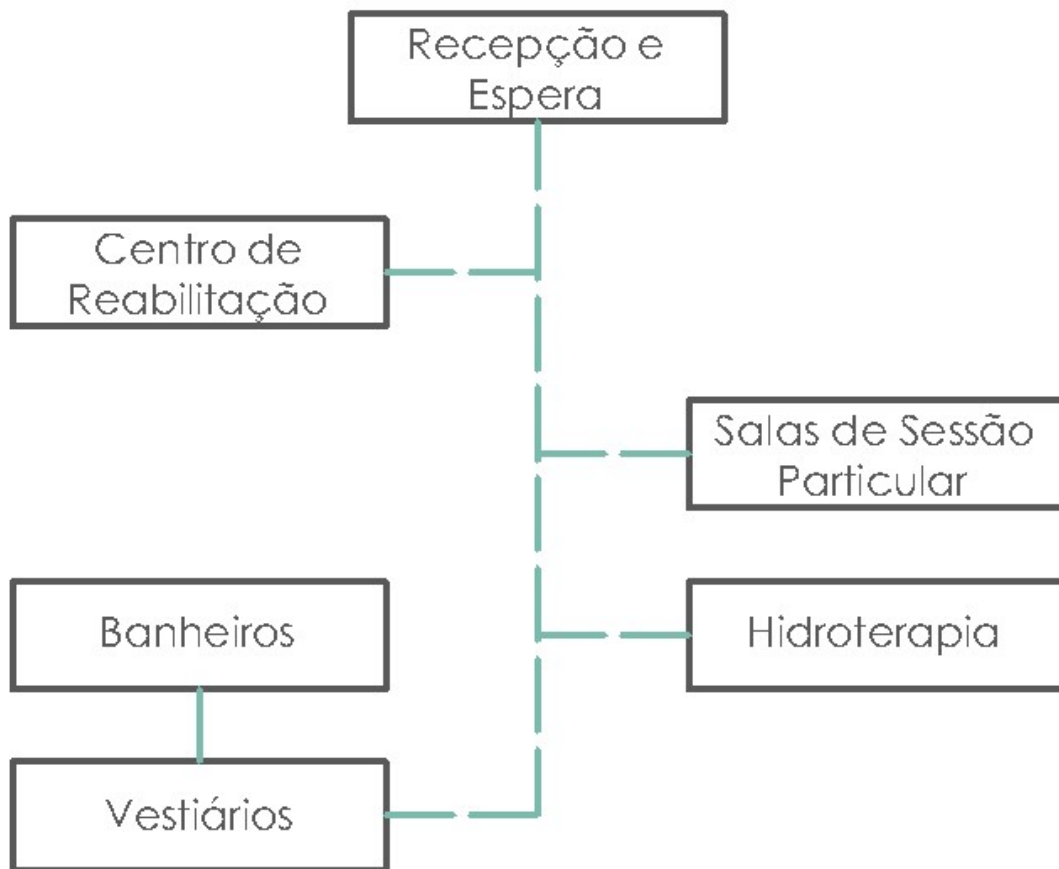 Recepção e
Espera
Centro de
Reabilitação
Salas de Sessão
Particular
Banheiros
Hidroterapia
Vestiários